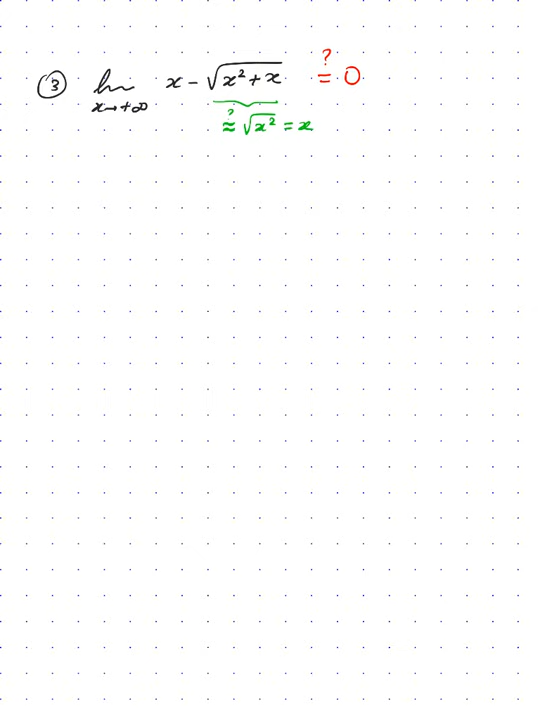 ③ lim x→+∞ x − √(x² + x) ?= 0
?≈ √x² = x